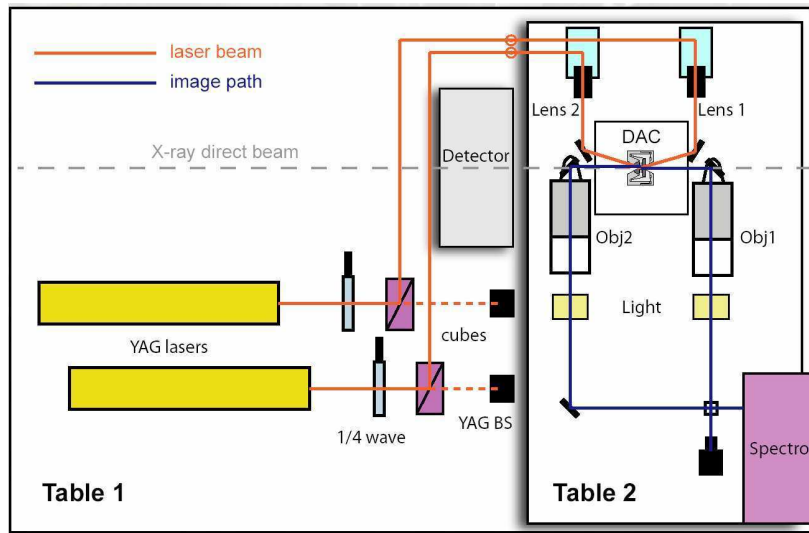 laser beam
image path
Lens 2
Lens 1
DAC
X-ray direct beam
Detector
Obj2
Obj1
Light
YAG lasers
cubes
1/4 wave
YAG BS
Spectro
Table 1
Table 2